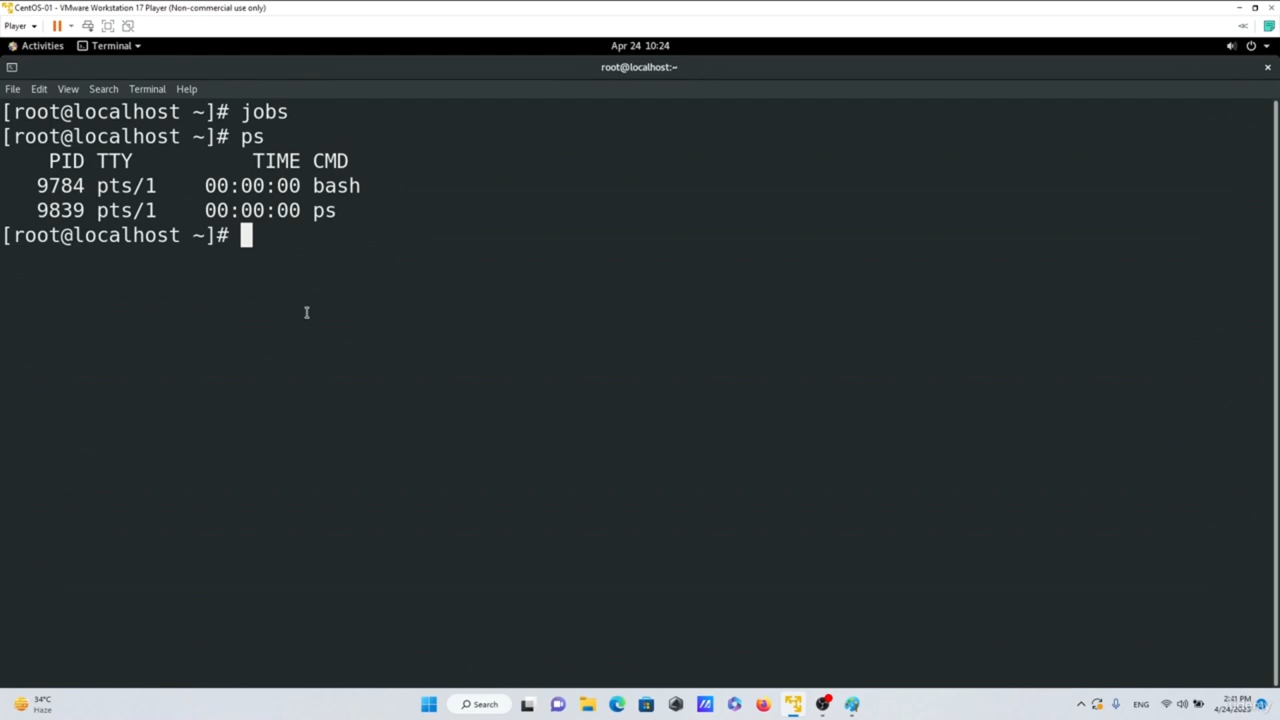 CentOS-01 - VMware Workstation 17 Player (Non-commercial use only)
Player
Activities Terminal Apr 24 10:24
root@localhost:~
File Edit View Search Terminal Help
[root@localhost ~]# jobs
[root@localhost ~]# ps
PID TTY TIME CMD
9784 pts/1 00:00:00 bash
9839 pts/1 00:00:00 ps
[root@localhost ~]#
34°C
Haze
Search
ENG
2:41 PM